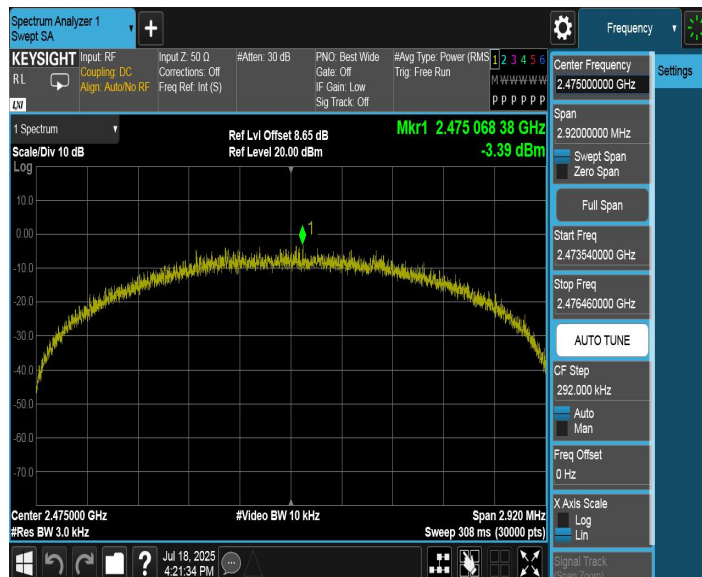 Spectrum Analyzer 1
Swept SA
+
Frequency
KEYSIGHT
RL
LXI
Input: RF
Coupling: DC
Align: Auto/No RF
Input Z: 50 Ω
Corrections: Off
Freq Ref: Int (S)
#Atten: 30 dB
PNO: Best Wide
Gate: Off
IF Gain: Low
Sig Track: Off
#Avg Type: Power (RMS
Trig: Free Run
1 2 3 4 5 6
M W W W W W
P P P P P P
1 Spectrum
Scale/Div 10 dB
Log
Ref Lvl Offset 8.65 dB
Ref Level 20.00 dBm
Mkr1 2.475 068 38 GHz
-3.39 dBm
10.0
0.00
-10.0
-20.0
-30.0
-40.0
-50.0
-60.0
-70.0
1
Center 2.475000 GHz
#Res BW 3.0 kHz
#Video BW 10 kHz
Span 2.920 MHz
Sweep 308 ms (30000 pts)
?
Jul 18, 2025
4:21:34 PM
Center Frequency
2.475000000 GHz
Settings
Span
2.92000000 MHz
Swept Span
Zero Span
Full Span
Start Freq
2.473540000 GHz
Stop Freq
2.476460000 GHz
AUTO TUNE
CF Step
292.000 kHz
Auto
Man
Freq Offset
0 Hz
X Axis Scale
Log
Lin
Signal Track
(Span Zoom)